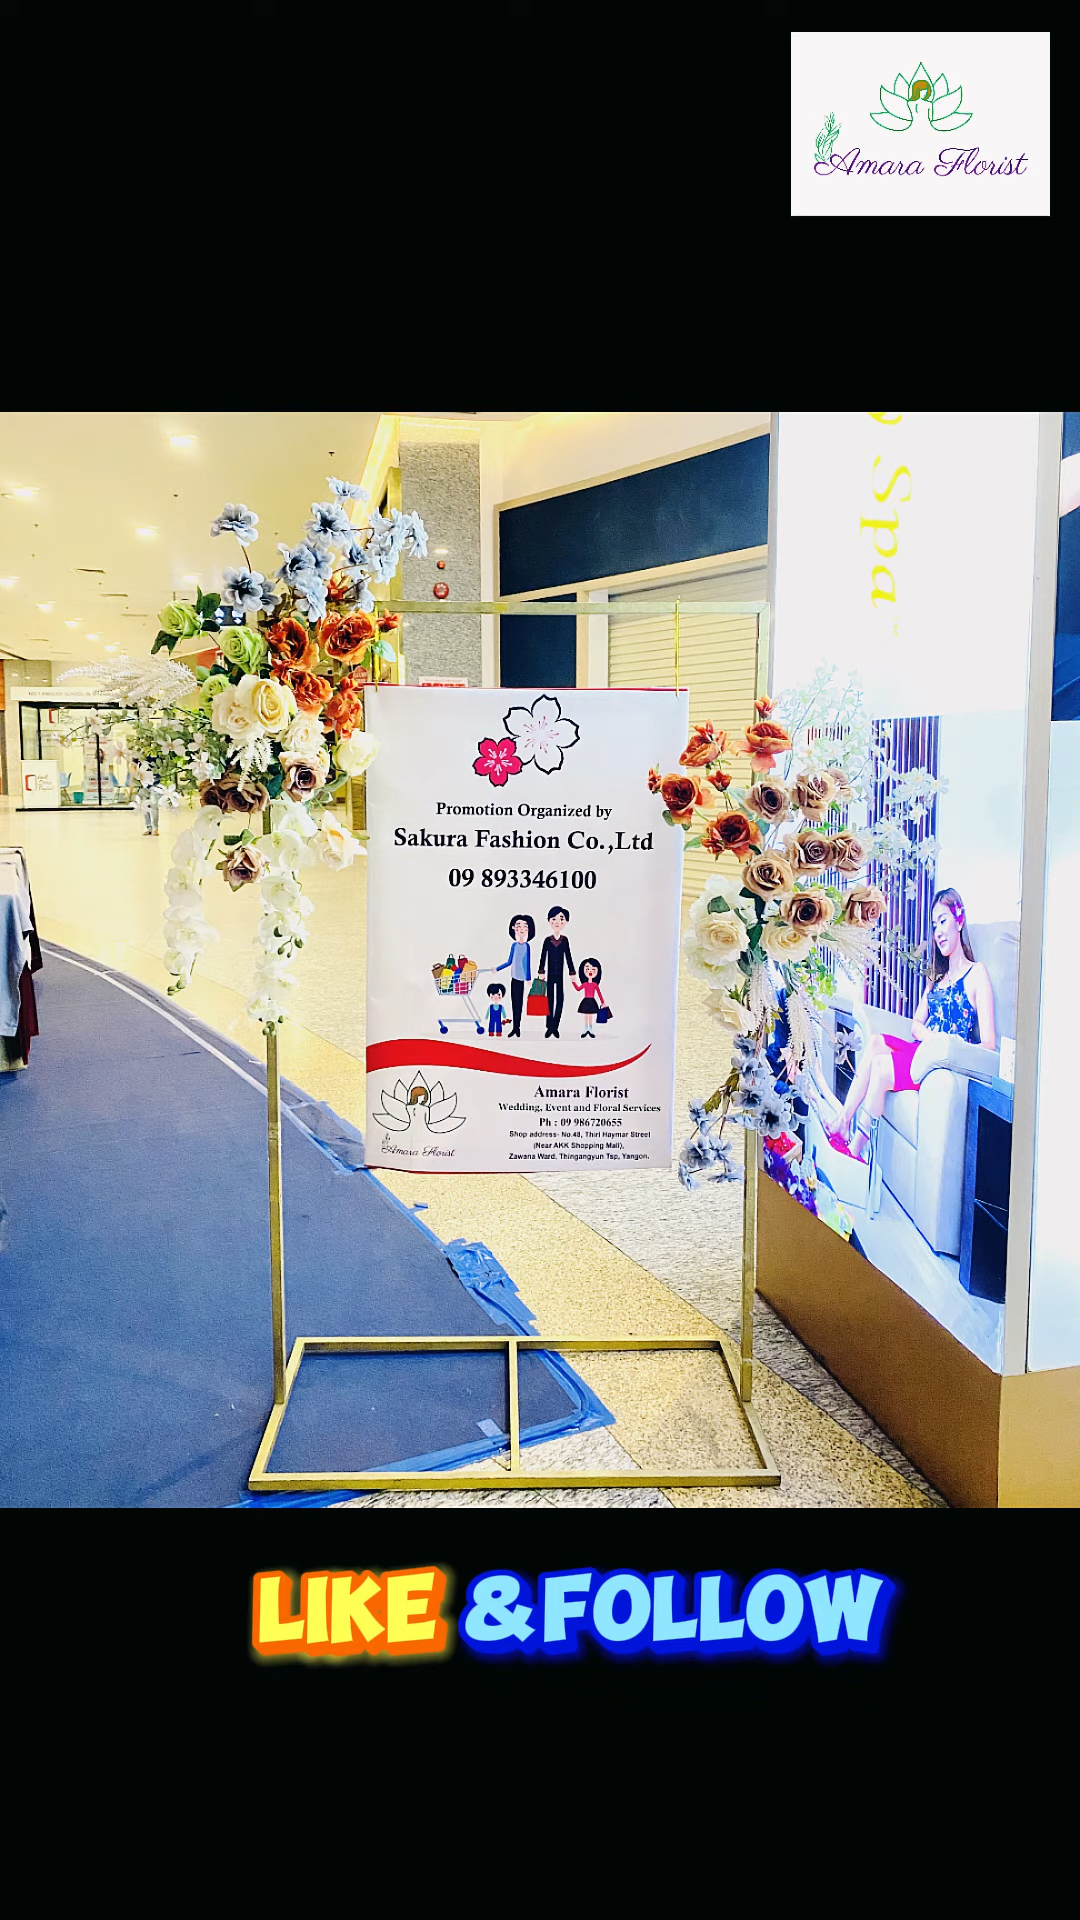 Amara Florist
Spa
Promotion Organized by
Sakura Fashion Co.,Ltd
09 893346100
Amara Florist
Wedding, Event and Floral Services
Ph : 09 986720655
Shop address- No.48, Thiri Haymar Street
(Near AKK Shopping Mall),
Zawana Ward, Thingangyun Tsp, Yangon.
Amara Florist
LIKE &FOLLOW